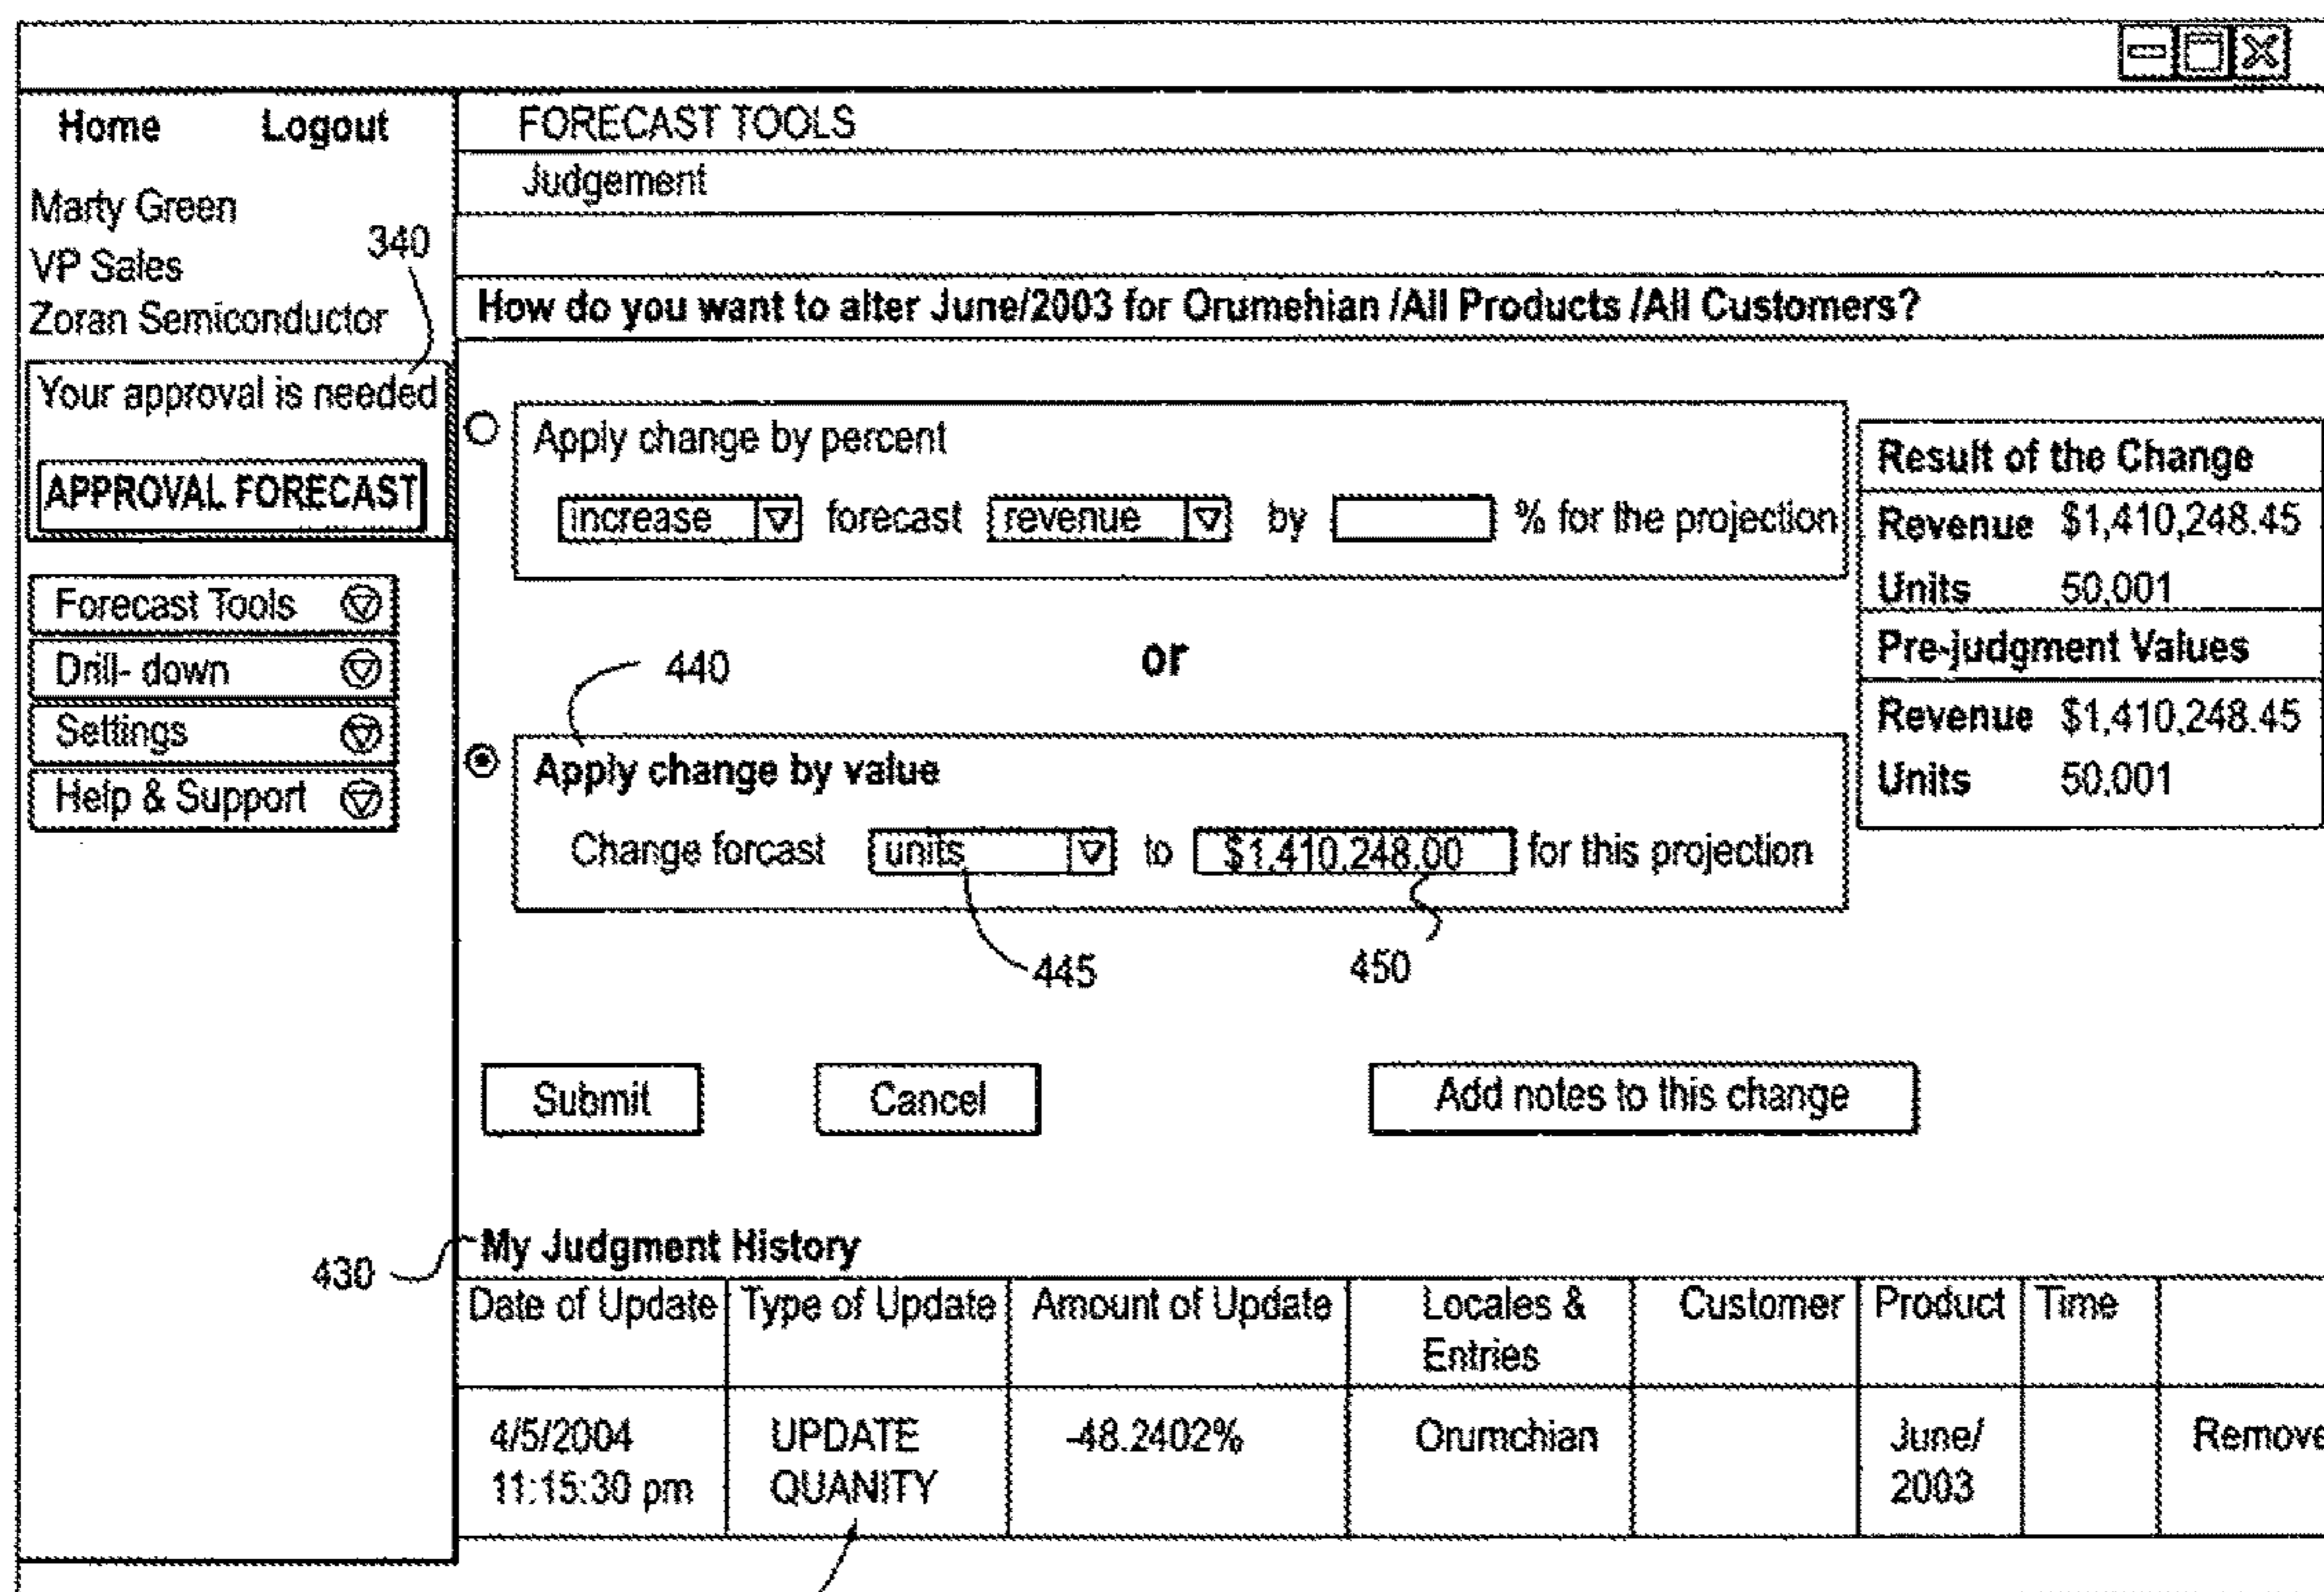 Home Logout
Marty Green
VP Sales
Zoran Semiconductor
340
Your approval is needed
APPROVAL FORECAST
Forecast Tools
Drill- down
Settings
Help & Support
FORECAST TOOLS
Judgement
How do you want to alter June/2003 for Orumehian /All Products /All Customers?
Apply change by percent
increase forecast revenue by % for the projection
or
440
Apply change by value
Change forcast units to $1,410,248.00 for this projection
445
450
Result of the Change
Revenue $1,410,248.45
Units 50,001
Pre-judgment Values
Revenue $1,410,248.45
Units 50,001
Submit Cancel Add notes to this change
430
My Judgment History
Date of Update Type of Update Amount of Update Locales & Customer Product Time
Entries
4/5/2004 UPDATE -48.2402% Orumchian June/ Remove
11:15:30 pm QUANITY 2003